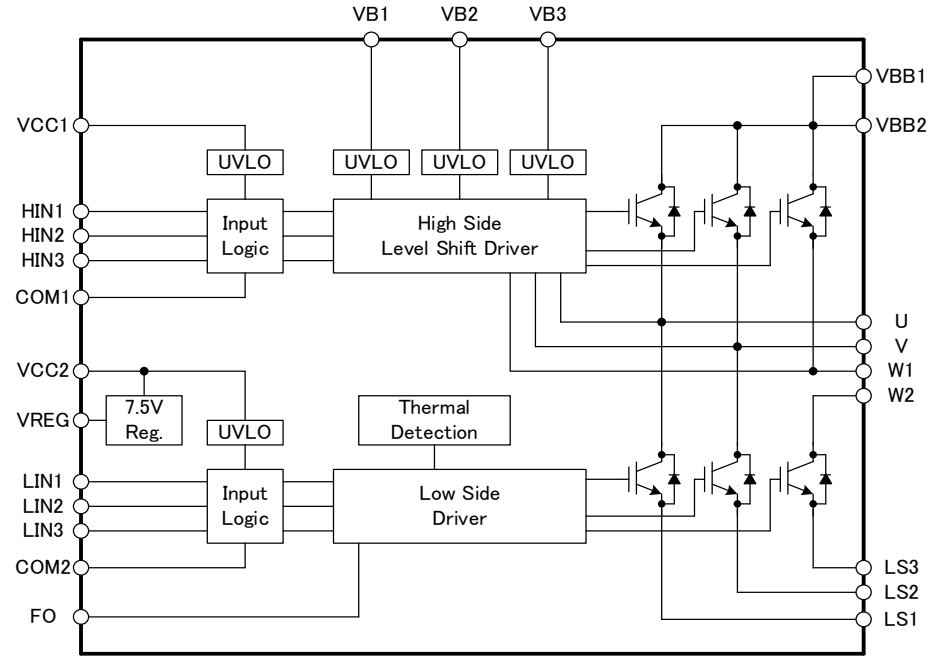 VB1 VB2 VB3
VBB1
VCC1
VBB2
UVLO UVLO UVLO UVLO
HIN1
HIN2
HIN3
Input
Logic
High Side
Level Shift Driver
COM1
U
V
W1
W2
VCC2
VREG
7.5V
Reg.
UVLO
Thermal
Detection
LIN1
LIN2
LIN3
Input
Logic
Low Side
Driver
COM2
FO
LS3
LS2
LS1